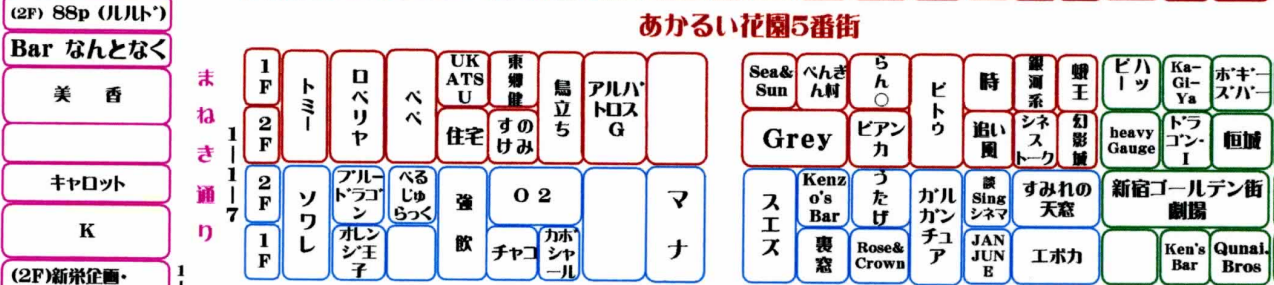 (2F) 88p (ルルド)
Bar なんとなく
美 香
キャロット
K
(2F)新栄企画・
まねき通り
1―1―7
1
あかるい花園5番街
1F
トミー
ロベリヤ
ペペ
UK ATSU
東郷健
鳥立ち
アルバトロスG
2F
住宅
すのけみ
2F
ソワレ
ブルードラゴン
べるじゅらっく
強飲
O 2
マナ
1F
オレンジ王子
チャコ
カボシャール
Sea& Sun
ぺんぎん村
らん○
ビトウ
時
銀河系
蛾王
ハッピー
Ka-Gi-Ya
ボギーズバー
Grey
ビアンカ
追い風
シネストーク
幻影城
heavy Gauge
ドラゴン・I
恒城
スエズ
Kenzo's Bar
うたげ
ガルガンチュア
談Singシネマ
すみれの天窓
新宿ゴールデン街劇場
裏窓
Rose& Crown
JAN JUNE
エポカ
Ken's Bar
Qunai. Bros